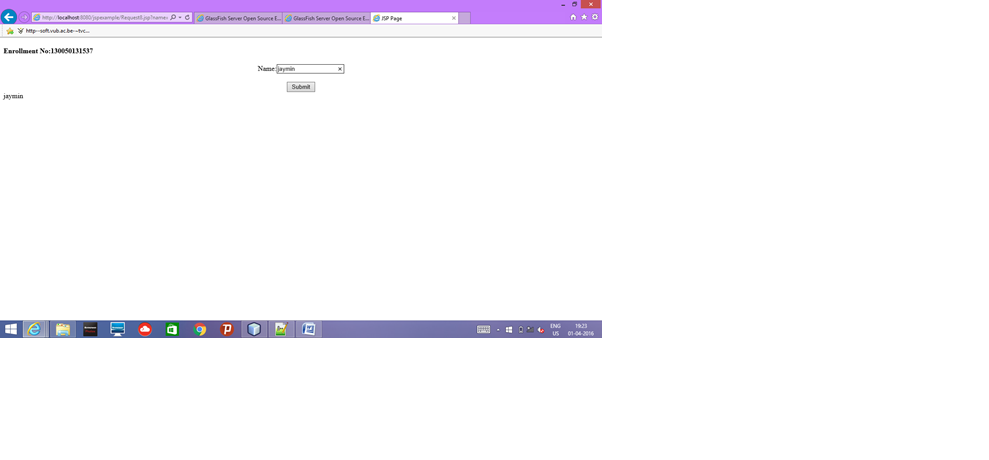 http://localhost:8080/jspexample/Request8.jsp?name=
GlassFish Server Open Source E...
GlassFish Server Open Source E...
JSP Page
http--soft.vub.ac.be-~tvc...
Enrollment No:130050131537
Name: jaymin
Submit
jaymin
ENG
US
19:23
01-04-2016